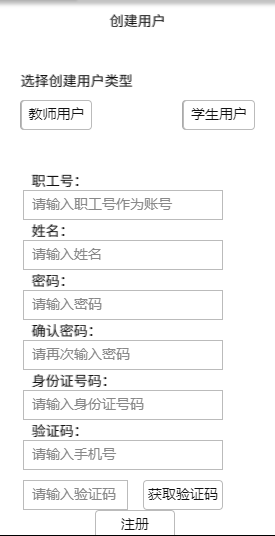 创建用户
选择创建用户类型
教师用户 学生用户
职工号：
请输入职工号作为账号
姓名：
请输入姓名
密码：
请输入密码
确认密码：
请再次输入密码
身份证号码：
请输入身份证号码
验证码：
请输入手机号
请输入验证码 获取验证码
注册